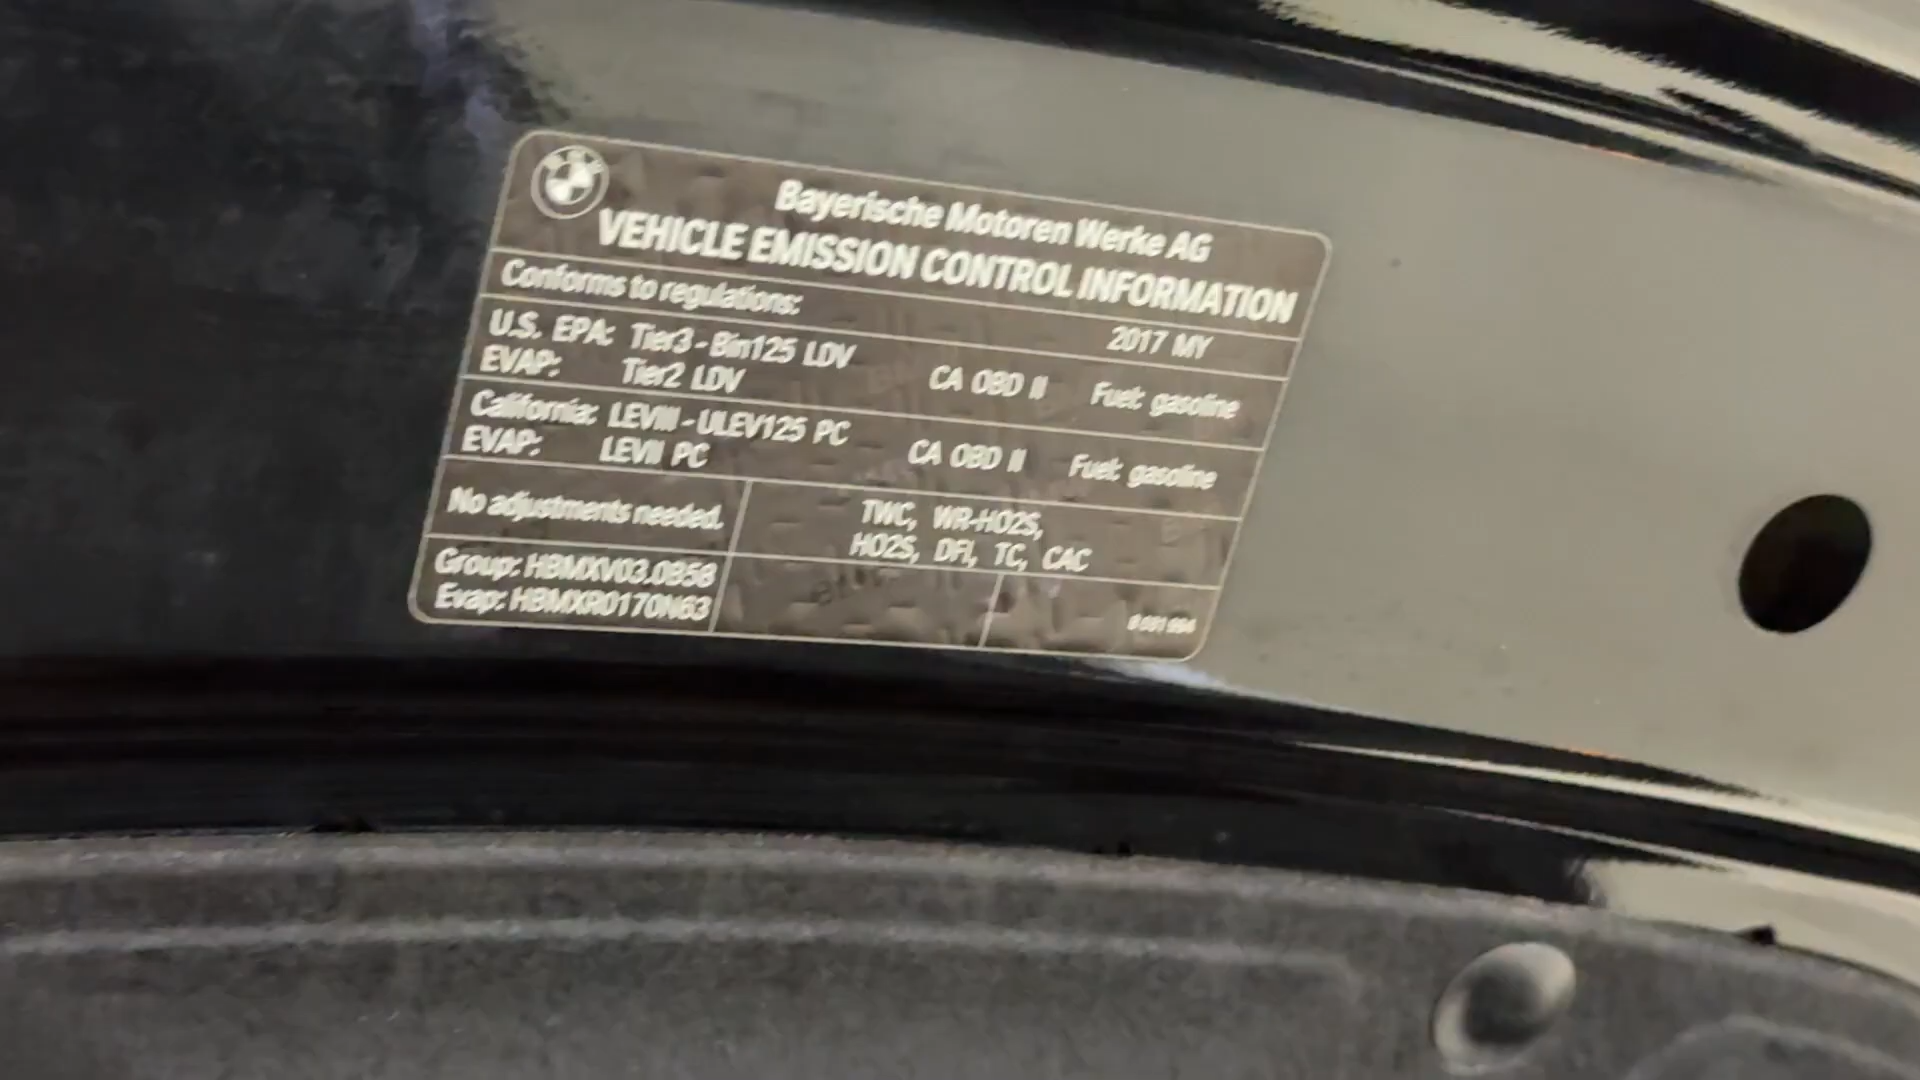 BMW
Bayerische Motoren Werke AG
VEHICLE EMISSION CONTROL INFORMATION
Conforms to regulations: 2017 MY
U.S. EPA: Tier3 - Bin125 LDV CA OBD II Fuel: gasoline
EVAP: Tier2 LDV
California: LEVIII - ULEV125 PC CA OBD II Fuel: gasoline
EVAP: LEVII PC
No adjustments needed.
TWC, WR-HO2S,
HO2S, DFI, TC, CAC
Group: HBMXV03.0B58
Evap: HBMXR0170N63